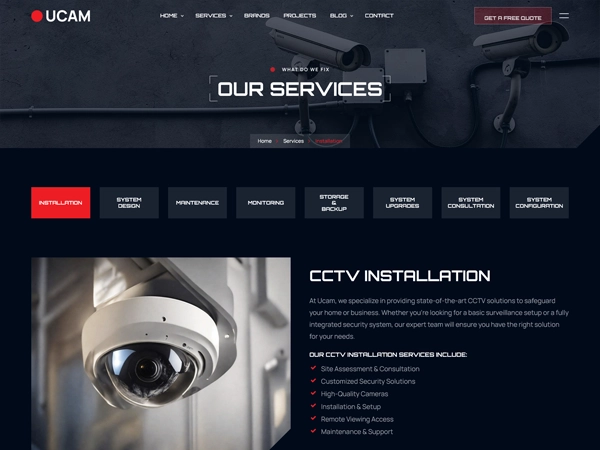 UCAM
HOME SERVICES BRANDS PROJECTS BLOG CONTACT
GET A FREE QUOTE
WHAT DO WE FIX
OUR SERVICES
Home Services Installation
INSTALLATION
SYSTEM
DESIGN
MAINTENANCE
MONITORING
STORAGE
&
BACKUP
SYSTEM
UPGRADES
SYSTEM
CONSULTATION
SYSTEM
CONFIGURATION
CCTV INSTALLATION
At Ucam, we specialize in providing state-of-the-art CCTV solutions to safeguard
your home or business. Whether you're looking for a basic surveillance setup or a fully
integrated security system, our expert team will ensure you have the right solution
for your needs.
OUR CCTV INSTALLATION SERVICES INCLUDE:
Site Assessment & Consultation
Customized Security Solutions
High-Quality Cameras
Installation & Setup
Remote Viewing Access
Maintenance & Support